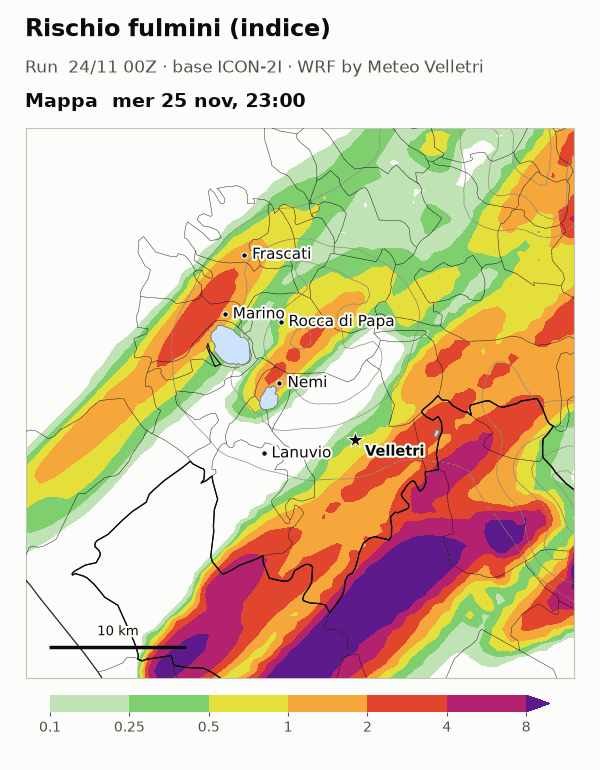 Rischio fulmini (indice)
Run  24/11 00Z · base ICON-2I · WRF by Meteo Velletri
Mappa  mer 25 nov, 23:00
Frascati
Marino
Rocca di Papa
Nemi
Velletri
Lanuvio
10 km
0.1 0.25 0.5 1 2 4 8